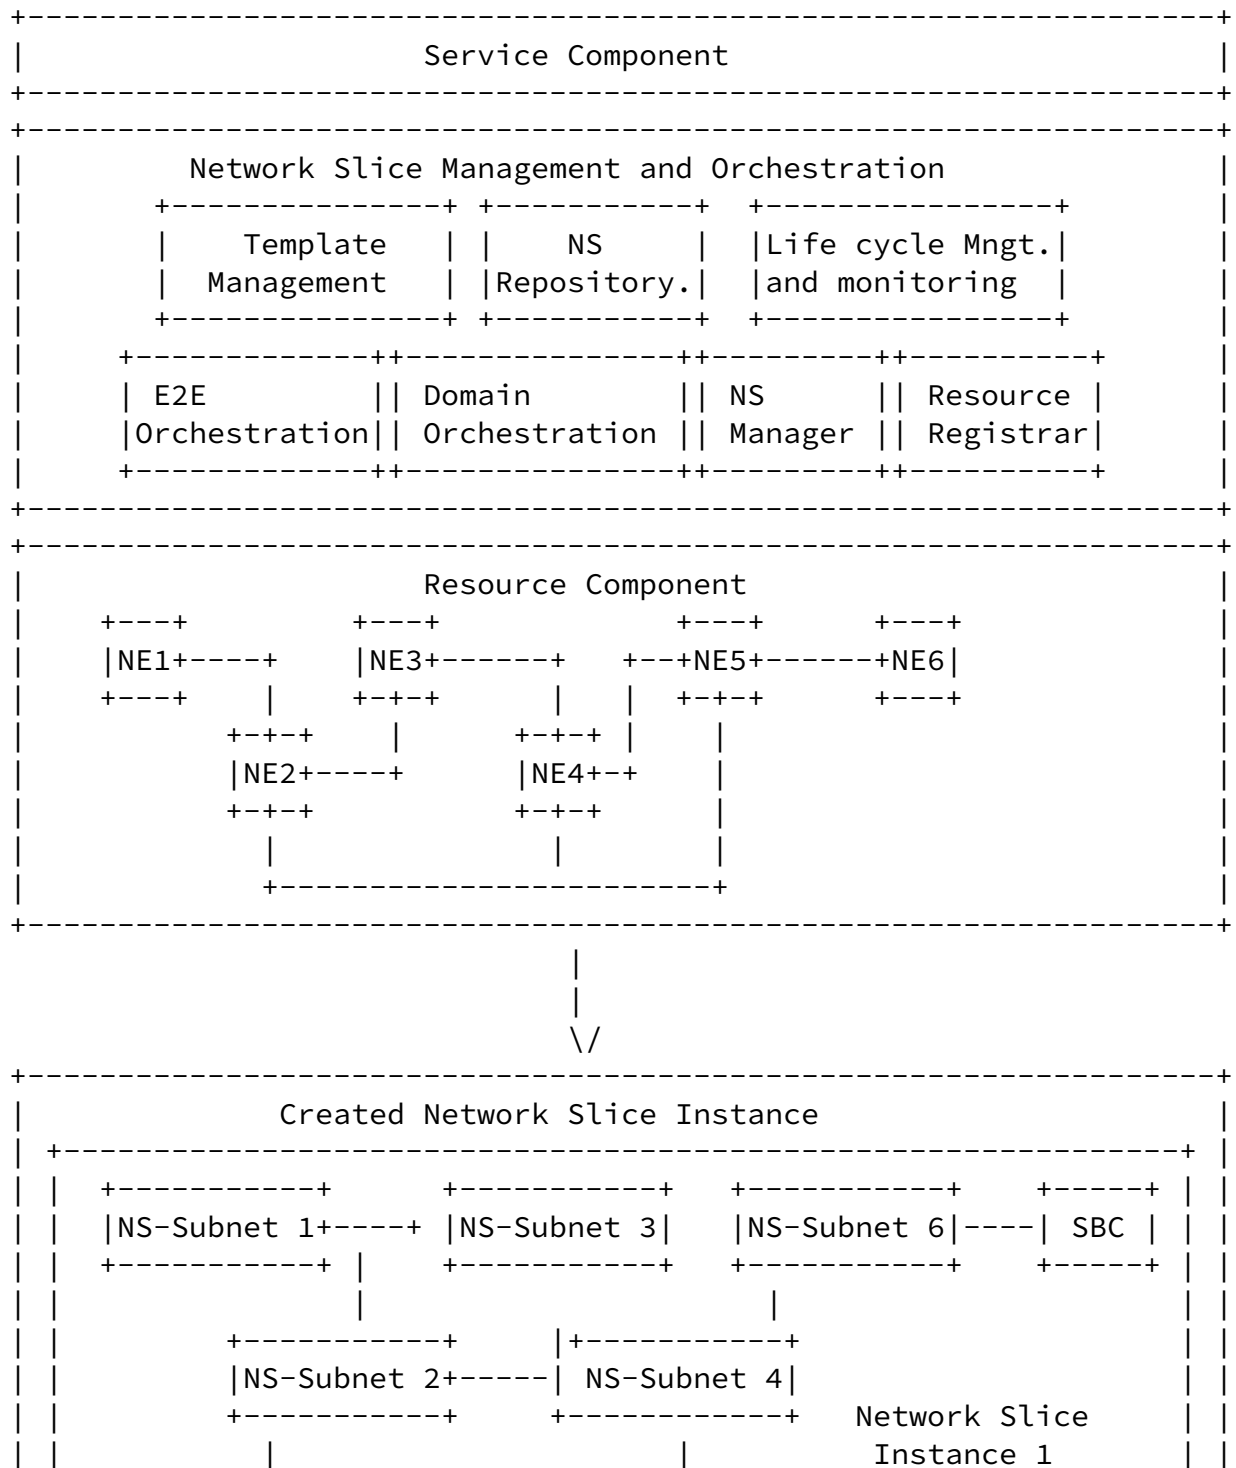 Service Component
Network Slice Management and Orchestration
Template NS Life cycle Mngt.
Management Repository. and monitoring
E2E Domain NS Resource
Orchestration Orchestration Manager Registrar
Resource Component
NE1 NE3 NE5 NE6
NE2 NE4
Created Network Slice Instance
NS-Subnet 1 NS-Subnet 3 NS-Subnet 6 SBC
NS-Subnet 2 NS-Subnet 4
Network Slice
Instance 1